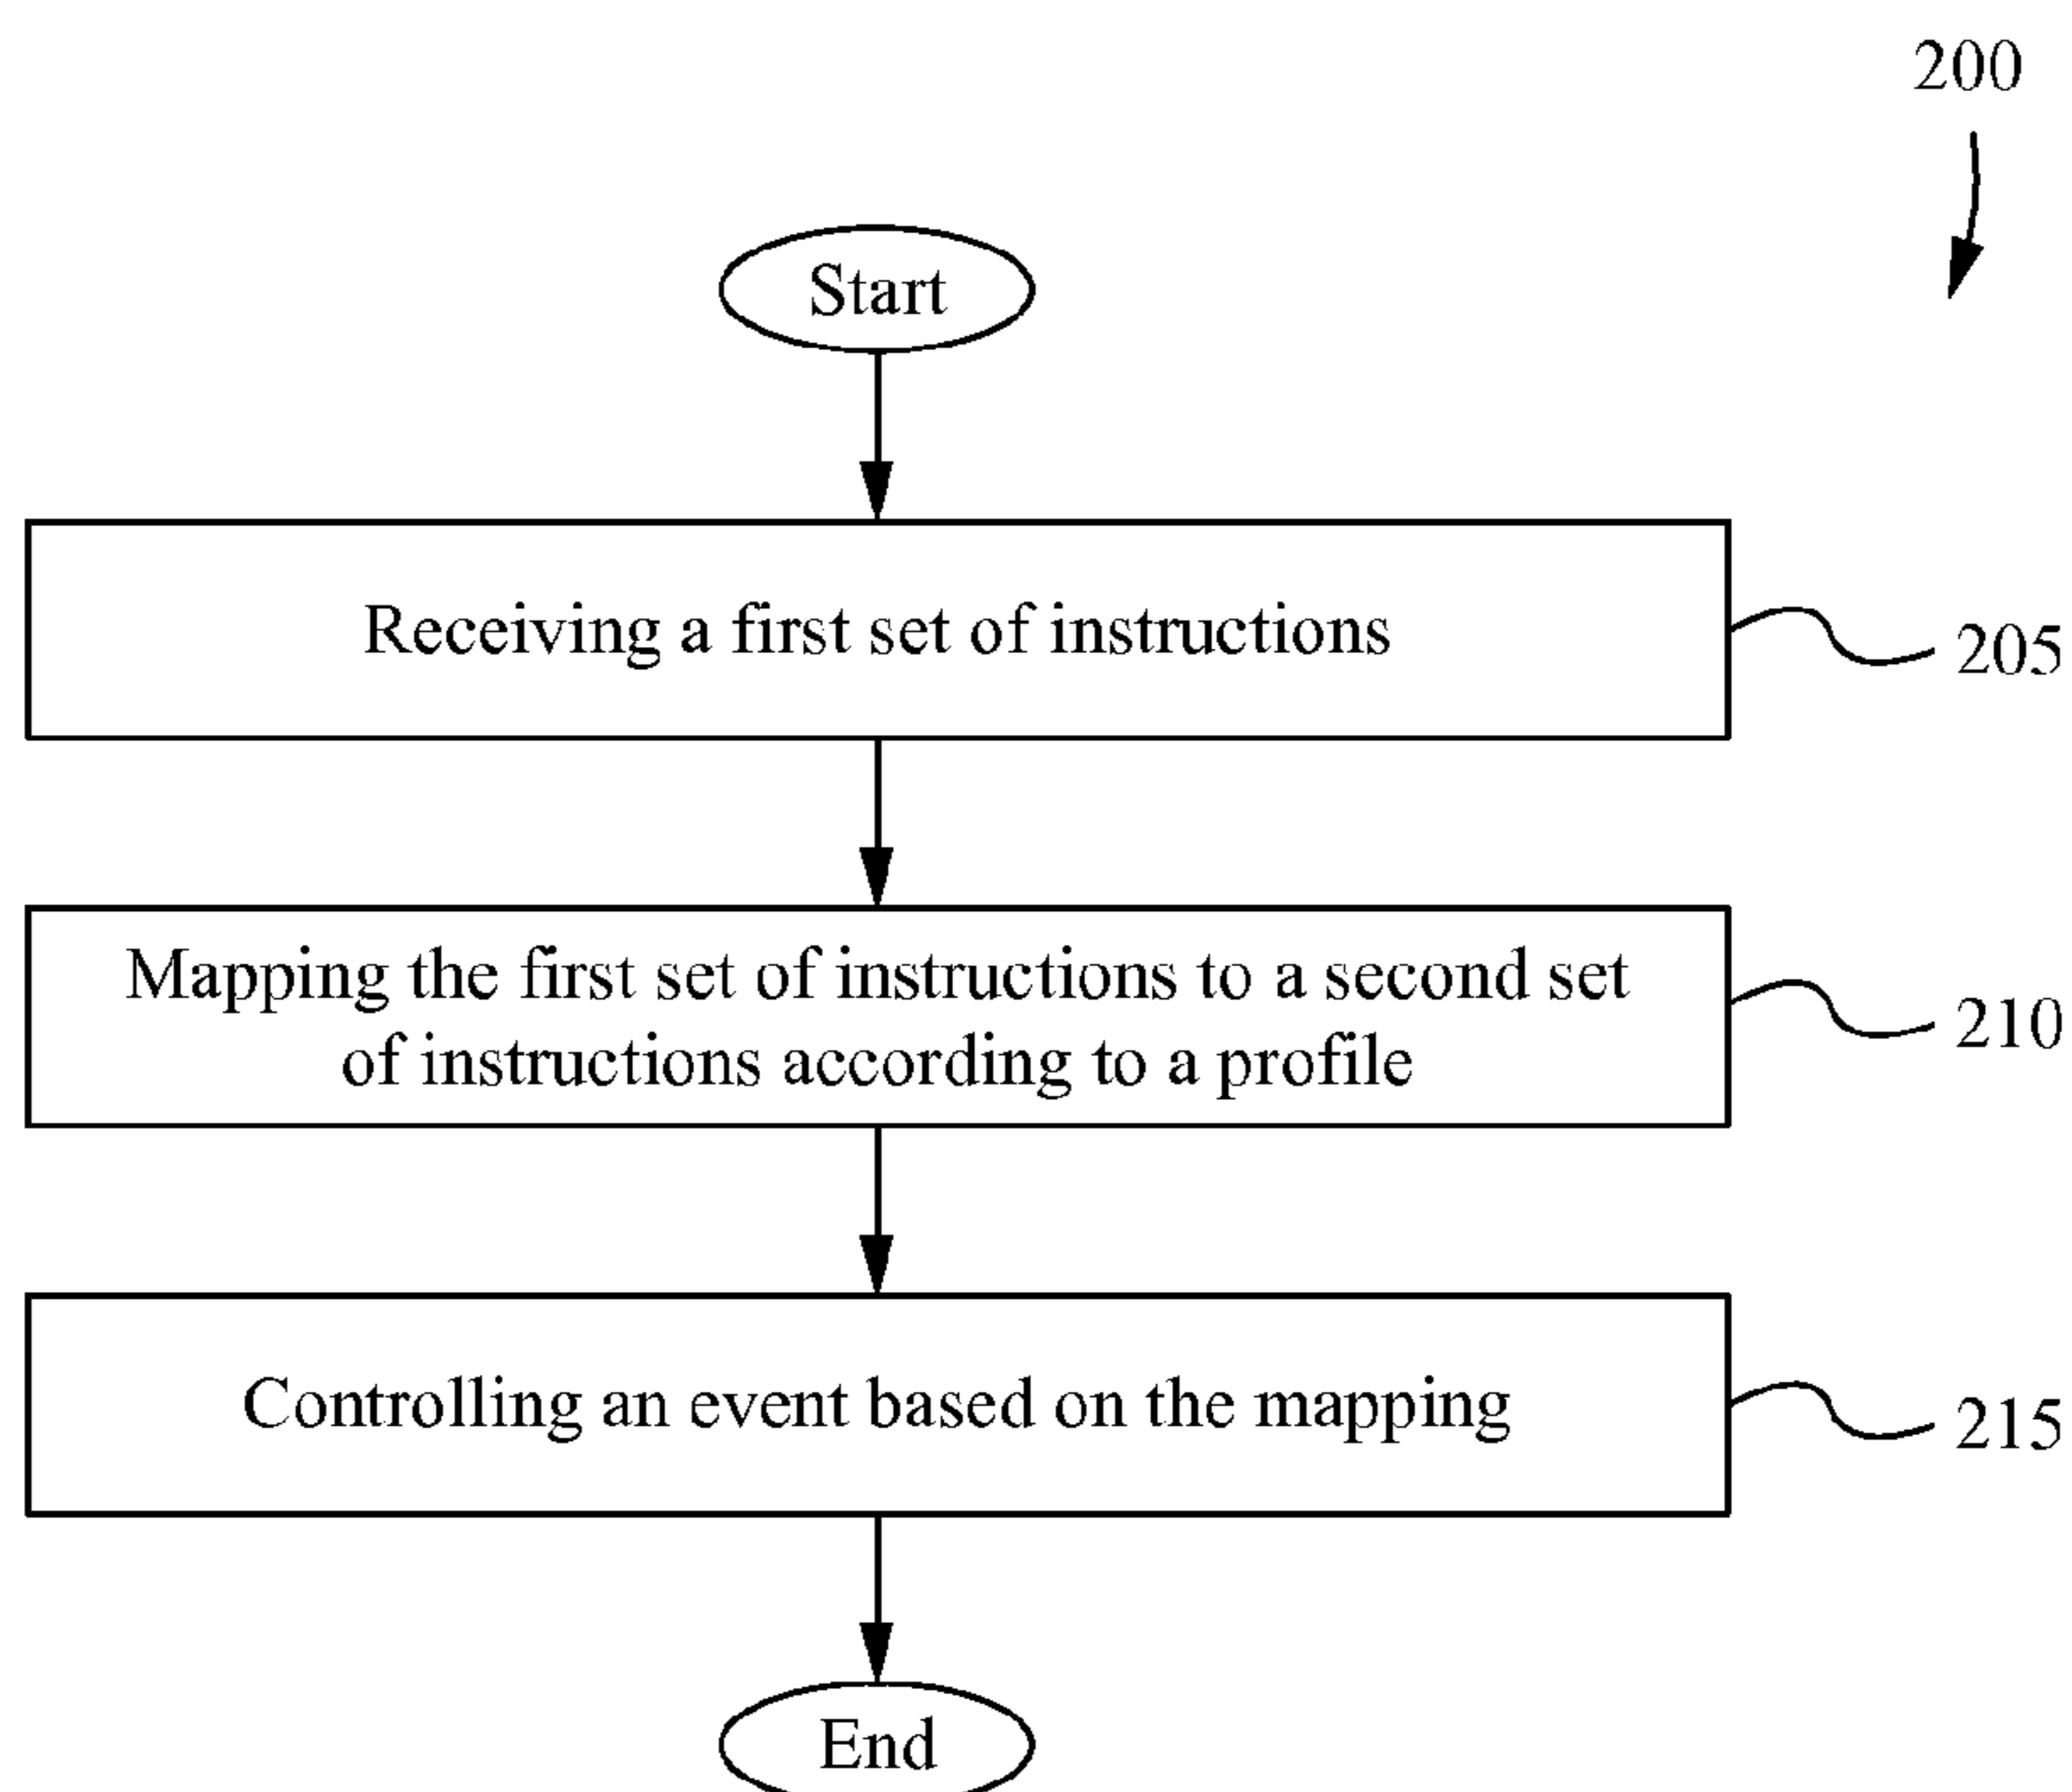 200
Start
Receiving a first set of instructions
205
Mapping the first set of instructions to a second set
of instructions according to a profile
210
Controlling an event based on the mapping
215
End